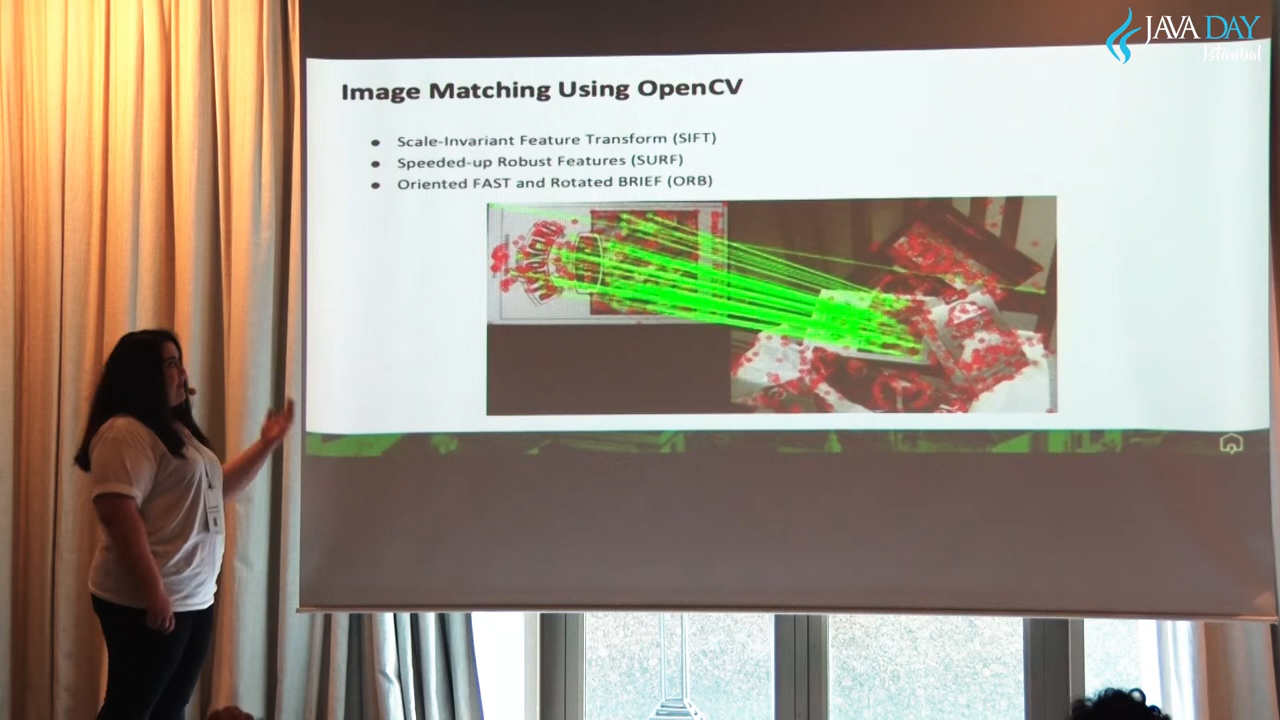 JAVA DAY
Istanbul
Image Matching Using OpenCV
Scale-Invariant Feature Transform (SIFT)
Speeded-up Robust Features (SURF)
Oriented FAST and Rotated BRIEF (ORB)